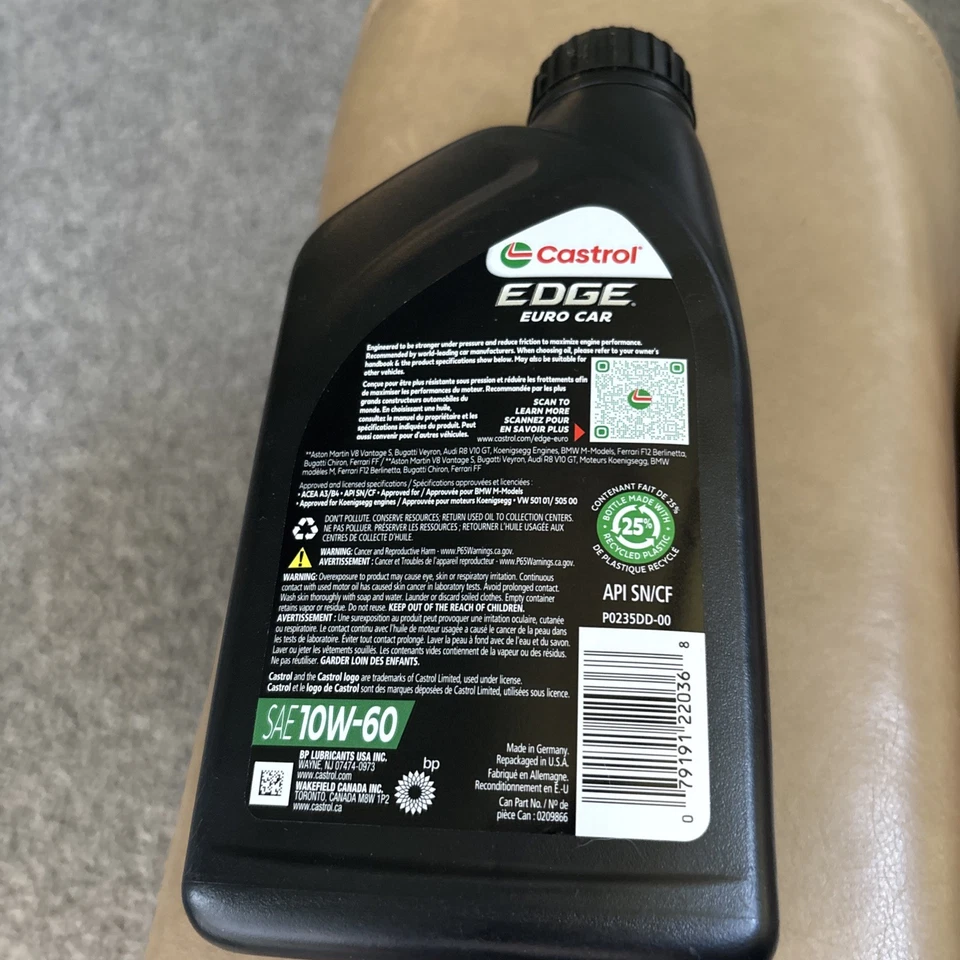 Castrol
EDGE
EURO CAR
Engineered to be stronger under pressure and reduce friction to maximize engine performance.
Recommended by world-leading car manufacturers. When choosing oil, please refer to your owner's
handbook & the product specifications show below. May also be suitable for
other vehicles.
Conçue pour être plus résistante sous pression et réduire les frottements afin
de maximiser les performances du moteur. Recommandée par les plus
grands constructeurs automobiles du
monde. En choisissant une huile,
consultez le manuel du propriétaire et les
spécifications indiquées du produit. Peut
aussi convenir pour d'autres véhicules.
SCAN TO
LEARN MORE
SCANNEZ POUR
EN SAVOIR PLUS
www.castrol.com/edge-euro
**Aston Martin V8 Vantage S, Bugatti Veyron, Audi R8 V10 GT, Koenigsegg Engines, BMW M-Models, Ferrari F12 Berlinetta,
Bugatti Chiron, Ferrari FF / **Aston Martin V8 Vantage S, Bugatti Veyron, Audi R8 V10 GT, Moteurs Koenigsegg, BMW
modèles M, Ferrari F12 Berlinetta, Bugatti Chiron, Ferrari FF
Approved and licensed specifications / Spécifications approuvées et licenciées :
• ACEA A3/B4 • API SN/CF • Approved for / Approuvée pour BMW M-Models
• Approved for Koenigsegg engines / Approuvée pour moteurs Koenigsegg • VW 501 01/ 505 00
DON'T POLLUTE. CONSERVE RESOURCES; RETURN USED OIL TO COLLECTION CENTERS.
NE PAS POLLUER. PRÉSERVER LES RESSOURCES ; RETOURNER L'HUILE USAGÉE AUX
CENTRES DE COLLECTE D'HUILE.
WARNING: Cancer and Reproductive Harm - www.P65Warnings.ca.gov.
AVERTISSEMENT : Cancer et Troubles de l'appareil reproducteur - www.P65Warnings.ca.gov.
WARNING: Overexposure to product may cause eye, skin or respiratory irritation. Continuous
contact with used motor oil has caused skin cancer in laboratory tests. Avoid prolonged contact.
Wash skin thoroughly with soap and water. Launder or discard soiled clothes. Empty container
retains vapor or residue. Do not reuse. KEEP OUT OF THE REACH OF CHILDREN.
AVERTISSEMENT : Une surexposition au produit peut provoquer une irritation oculaire, cutanée
ou respiratoire. Le contact continu avec l'huile de moteur usagée a causé le cancer de la peau dans
les tests de laboratoire. Éviter tout contact prolongé. Laver la peau à fond avec de l'eau et du savon.
Laver ou jeter les vêtements souillés. Les contenants vides contiennent de la vapeur ou des résidus.
Ne pas réutiliser. GARDER LOIN DES ENFANTS.
Castrol and the Castrol logo are trademarks of Castrol Limited, used under license.
Castrol et le logo de Castrol sont des marques déposées de Castrol Limited, utilisées sous licence.
CONTENANT FAIT DE 25%
DE PLASTIQUE RECYCLÉ
BOTTLE MADE WITH
25%
RECYCLED PLASTIC
API SN/CF
P0235DD-00
0 79191 22036 8
SAE 10W-60
BP LUBRICANTS USA INC.
WAYNE, NJ 07474-0973
www.castrol.com
WAKEFIELD CANADA INC.
TORONTO, CANADA M8W 1P2
www.castrol.ca
bp
Made in Germany.
Repackaged in U.S.A.
Fabriqué en Allemagne.
Reconditionnement en É.-U
Can Part No. / Nº de
pièce Can : 0209866